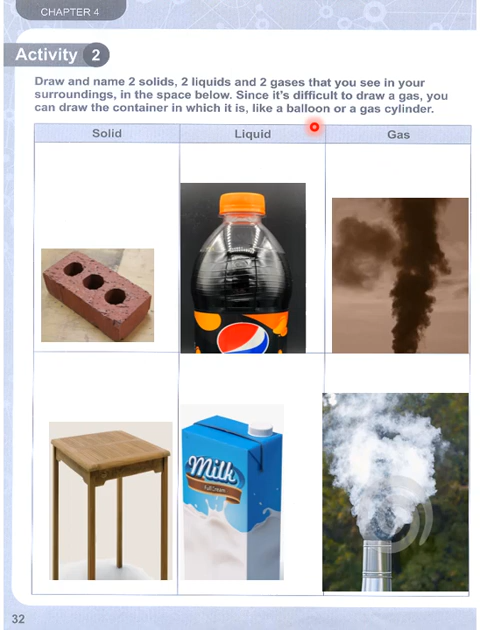 CHAPTER 4
Activity 2
Draw and name 2 solids, 2 liquids and 2 gases that you see in your
surroundings, in the space below. Since it's difficult to draw a gas, you
can draw the container in which it is, like a balloon or a gas cylinder.
Solid Liquid Gas
Milk
Full Cream
32